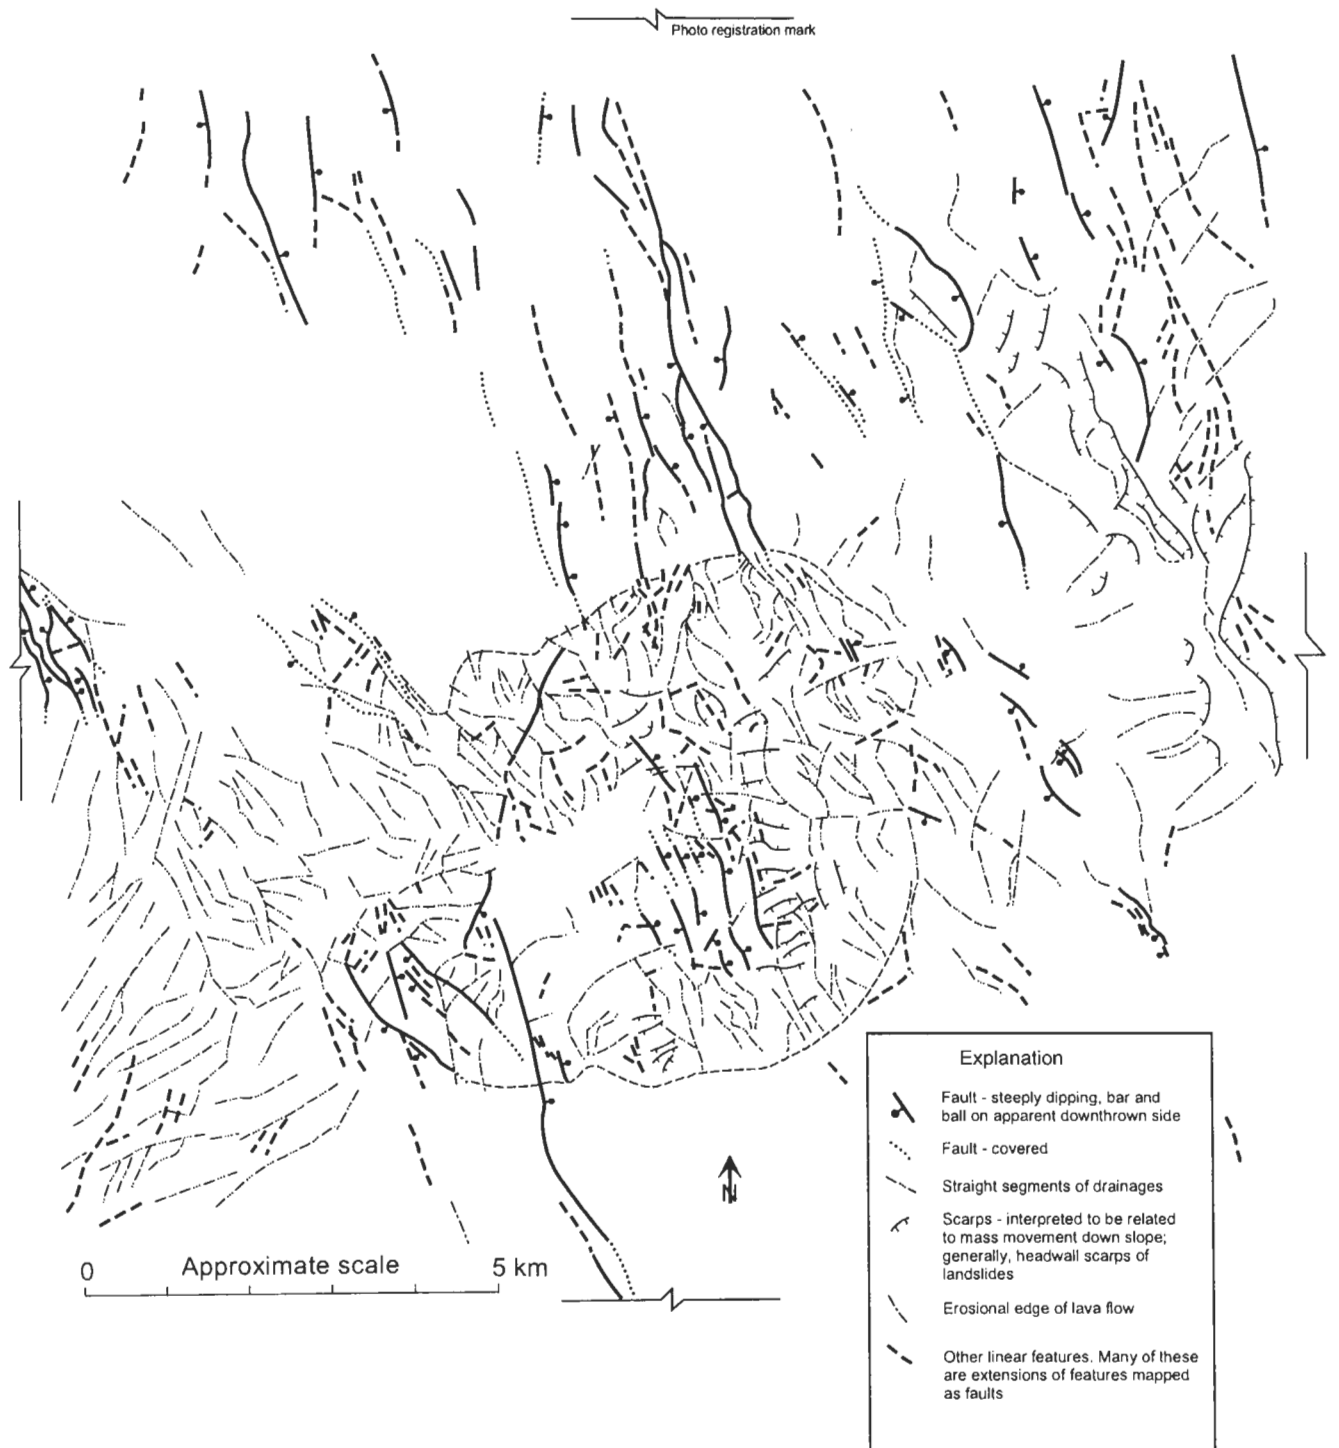 Photo registration mark
N
0 Approximate scale 5 km
Explanation
Fault - steeply dipping, bar and
ball on apparent downthrown side
Fault - covered
Straight segments of drainages
Scarps - interpreted to be related
to mass movement down slope;
generally, headwall scarps of
landslides
Erosional edge of lava flow
Other linear features. Many of these
are extensions of features mapped
as faults